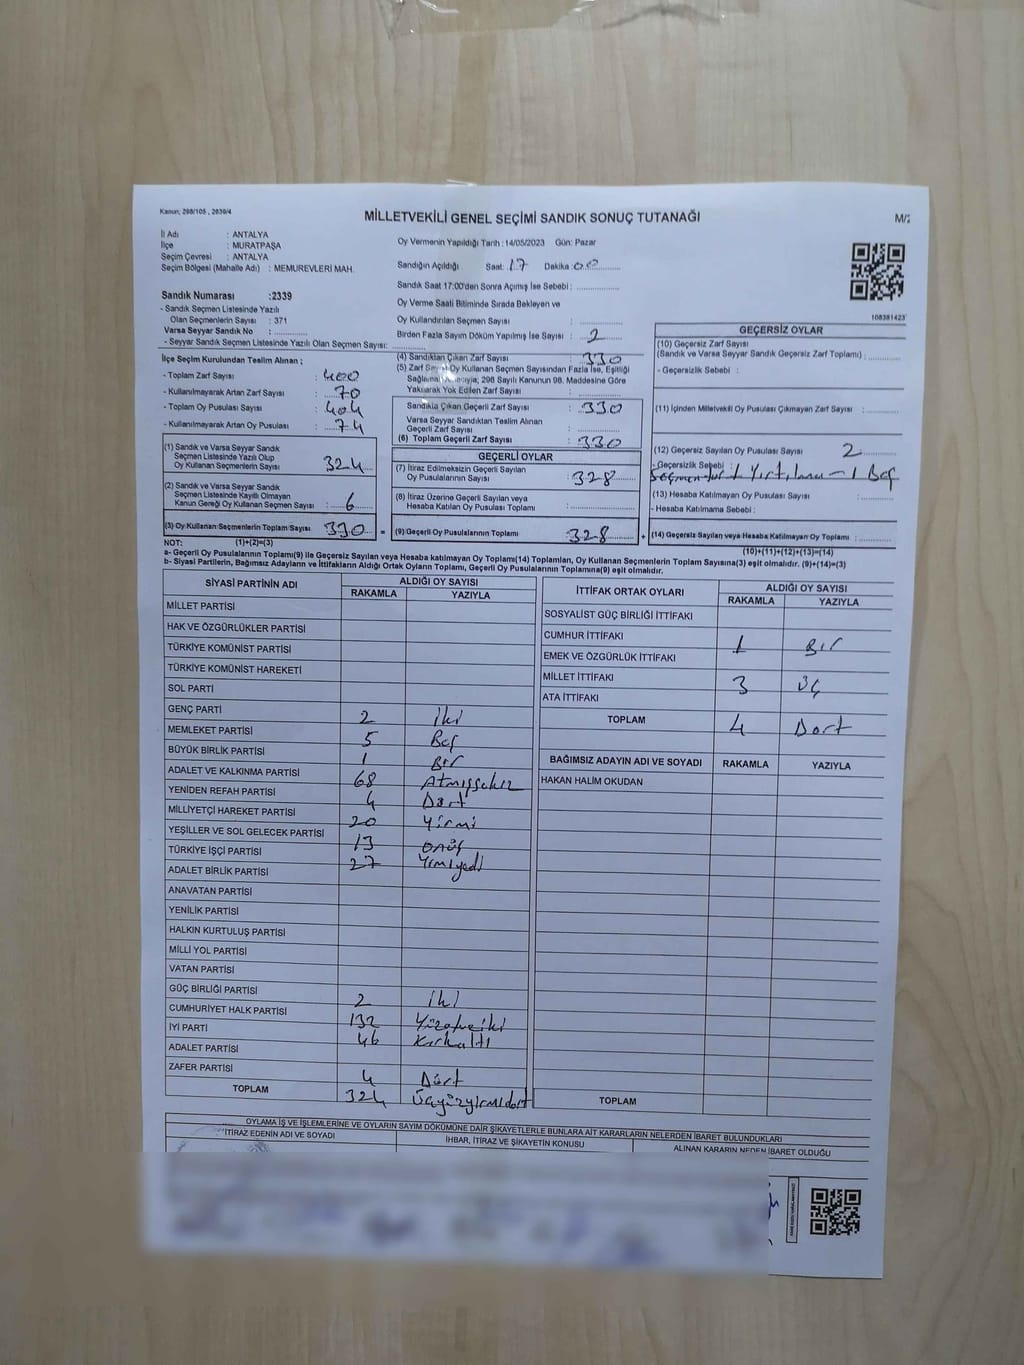 Kanun; 298/105 , 2839/4
MİLLETVEKİLİ GENEL SEÇİMİ SANDIK SONUÇ TUTANAĞI
M/2
İl Adı : ANTALYA
İlçe : MURATPAŞA
Seçim Çevresi : ANTALYA
Seçim Bölgesi (Mahalle Adı) : MEMUREVLERİ MAH.
Oy Vermenin Yapıldığı Tarih : 14/05/2023 Gün: Pazar
Sandığın Açıldığı Saat: 17 Dakika: 00
Sandık Saat 17:00'den Sonra Açımış İse Sebebi :
Oy Verme Saati Bitiminde Sırada Bekleyen ve
Oy Kullandırılan Seçmen Sayısı :
Birden Fazla Sayım Döküm Yapılmış İse Sayısı : 2
108381423
Sandık Numarası :2339
- Sandık Seçmen Listesinde Yazılı
Olan Seçmenlerin Sayısı : 371
Varsa Seyyar Sandık No :
- Seyyar Sandık Seçmen Listesinde Yazılı Olan Seçmen Sayısı:
İlçe Seçim Kurulundan Teslim Alınan ;
- Toplam Zarf Sayısı : 400
- Kullanılmayarak Artan Zarf Sayısı : 70
- Toplam Oy Pusulası Sayısı : 404
- Kullanılmayarak Artan Oy Pusulası : 74
(1) Sandık ve Varsa Seyyar Sandık
Seçmen Listesinde Yazılı Olup
Oy Kullanan Seçmenlerin Sayısı : 324
(2) Sandık ve Varsa Seyyar Sandık
Seçmen Listesinde Kayıtlı Olmayan
Kanun Gereği Oy Kullanan Seçmen Sayısı : 6
(3) Oy Kullanan Seçmenlerin Toplam Sayısı : 330
(4) Sandıktan Çıkan Zarf Sayısı : 330
(5) Zarf Sayısı Oy Kullanan Seçmen Sayısından Fazla İse, Eşitliği
Sağlamak Amacıyla; 298 Sayılı Kanunun 98. Maddesine Göre
Yakılarak Yok Edilen Zarf Sayısı :
Sandıkta Çıkan Geçerli Zarf Sayısı : 330
Varsa Seyyar Sandıktan Teslim Alınan
Geçerli Zarf Sayısı :
(6) Toplam Geçerli Zarf Sayısı : 330
GEÇERLİ OYLAR
(7) İtiraz Edilmeksizin Geçerli Sayılan
Oy Pusulalarının Sayısı : 328
(8) İtiraz Üzerine Geçerli Sayılan veya
Hesaba Katılan Oy Pusulaları Toplamı :
= (9) Geçerli Oy Pusulalarının Toplamı : 328
GEÇERSİZ OYLAR
(10) Geçersiz Zarf Sayısı
(Sandık ve Varsa Seyyar Sandık Geçersiz Zarf Toplamı) :
- Geçersizlik Sebebi :
(11) İçinden Milletvekili Oy Pusulası Çıkmayan Zarf Sayısı :
(12) Geçersiz Sayılan Oy Pusulası Sayısı : 2
- Geçersizlik Sebebi : 1 Yırtılma - 1 Boş
(13) Hesaba Katılmayan Oy Pusulası Sayısı :
- Hesaba Katılmama Sebebi :
+ (14) Geçersiz Sayılan veya Hesaba Katılmayan Oy Toplamı :
NOT: (1)+(2)=(3)
(10)+(11)+(12)+(13)=(14)
a- Geçerli Oy Pusulalarının Toplamı(9) ile Geçersiz Sayılan veya Hesaba katılmayan Oy Toplamı(14) Toplamları, Oy Kullanan Seçmenlerin Toplam Sayısına(3) eşit olmalıdır. (9)+(14)=(3)
b- Siyasi Partilerin, Bağımsız Adayların ve İttifakların Aldığı Ortak Oyların Toplamı, Geçerli Oy Pusulalarının Toplamına(9) eşit olmalıdır.
SİYASİ PARTİNİN ADI ALDIĞI OY SAYISI
RAKAMLA YAZIYLA
MİLLET PARTİSİ
HAK VE ÖZGÜRLÜKLER PARTİSİ
TÜRKİYE KOMÜNİST PARTİSİ
TÜRKİYE KOMÜNİST HAREKETİ
SOL PARTİ
GENÇ PARTİ 2 iki
MEMLEKET PARTİSİ 5 Beş
BÜYÜK BİRLİK PARTİSİ 1 Bir
ADALET VE KALKINMA PARTİSİ 68 Atmışsekiz
YENİDEN REFAH PARTİSİ 4 Dört
MİLLİYETÇİ HAREKET PARTİSİ 20 Yirmi
YEŞİLLER VE SOL GELECEK PARTİSİ 13 onüç
TÜRKİYE İŞÇİ PARTİSİ 27 Yirmiyedi
ADALET BİRLİK PARTİSİ
ANAVATAN PARTİSİ
YENİLİK PARTİSİ
HALKIN KURTULUŞ PARTİSİ
MİLLİ YOL PARTİSİ
VATAN PARTİSİ
GÜÇ BİRLİĞİ PARTİSİ 2 iki
CUMHURİYET HALK PARTİSİ 132 Yüzotuziki
İYİ PARTİ 46 Kırkaltı
ADALET PARTİSİ
ZAFER PARTİSİ 4 Dört
TOPLAM 324 Üçyüzyirmidört
İTTİFAK ORTAK OYLARI ALDIĞI OY SAYISI
RAKAMLA YAZIYLA
SOSYALİST GÜÇ BİRLİĞİ İTTİFAKI
CUMHUR İTTİFAKI 1 Bir
EMEK VE ÖZGÜRLÜK İTTİFAKI
MİLLET İTTİFAKI 3 üç
ATA İTTİFAKI
TOPLAM 4 Dört
BAĞIMSIZ ADAYIN ADI VE SOYADI RAKAMLA YAZIYLA
HAKAN HALİM OKUDAN
TOPLAM
OYLAMA İŞ VE İŞLEMLERİNE VE OYLARIN SAYIM DÖKÜMÜNE DAİR ŞİKAYETLERLE BUNLARA AİT KARARLARIN NELERDEN İBARET BULUNDUKLARI
İTİRAZ EDENİN ADI VE SOYADI İHBAR, İTİRAZ VE ŞİKAYETİN KONUSU ALINAN KARARIN NEDEN İBARET OLDUĞU